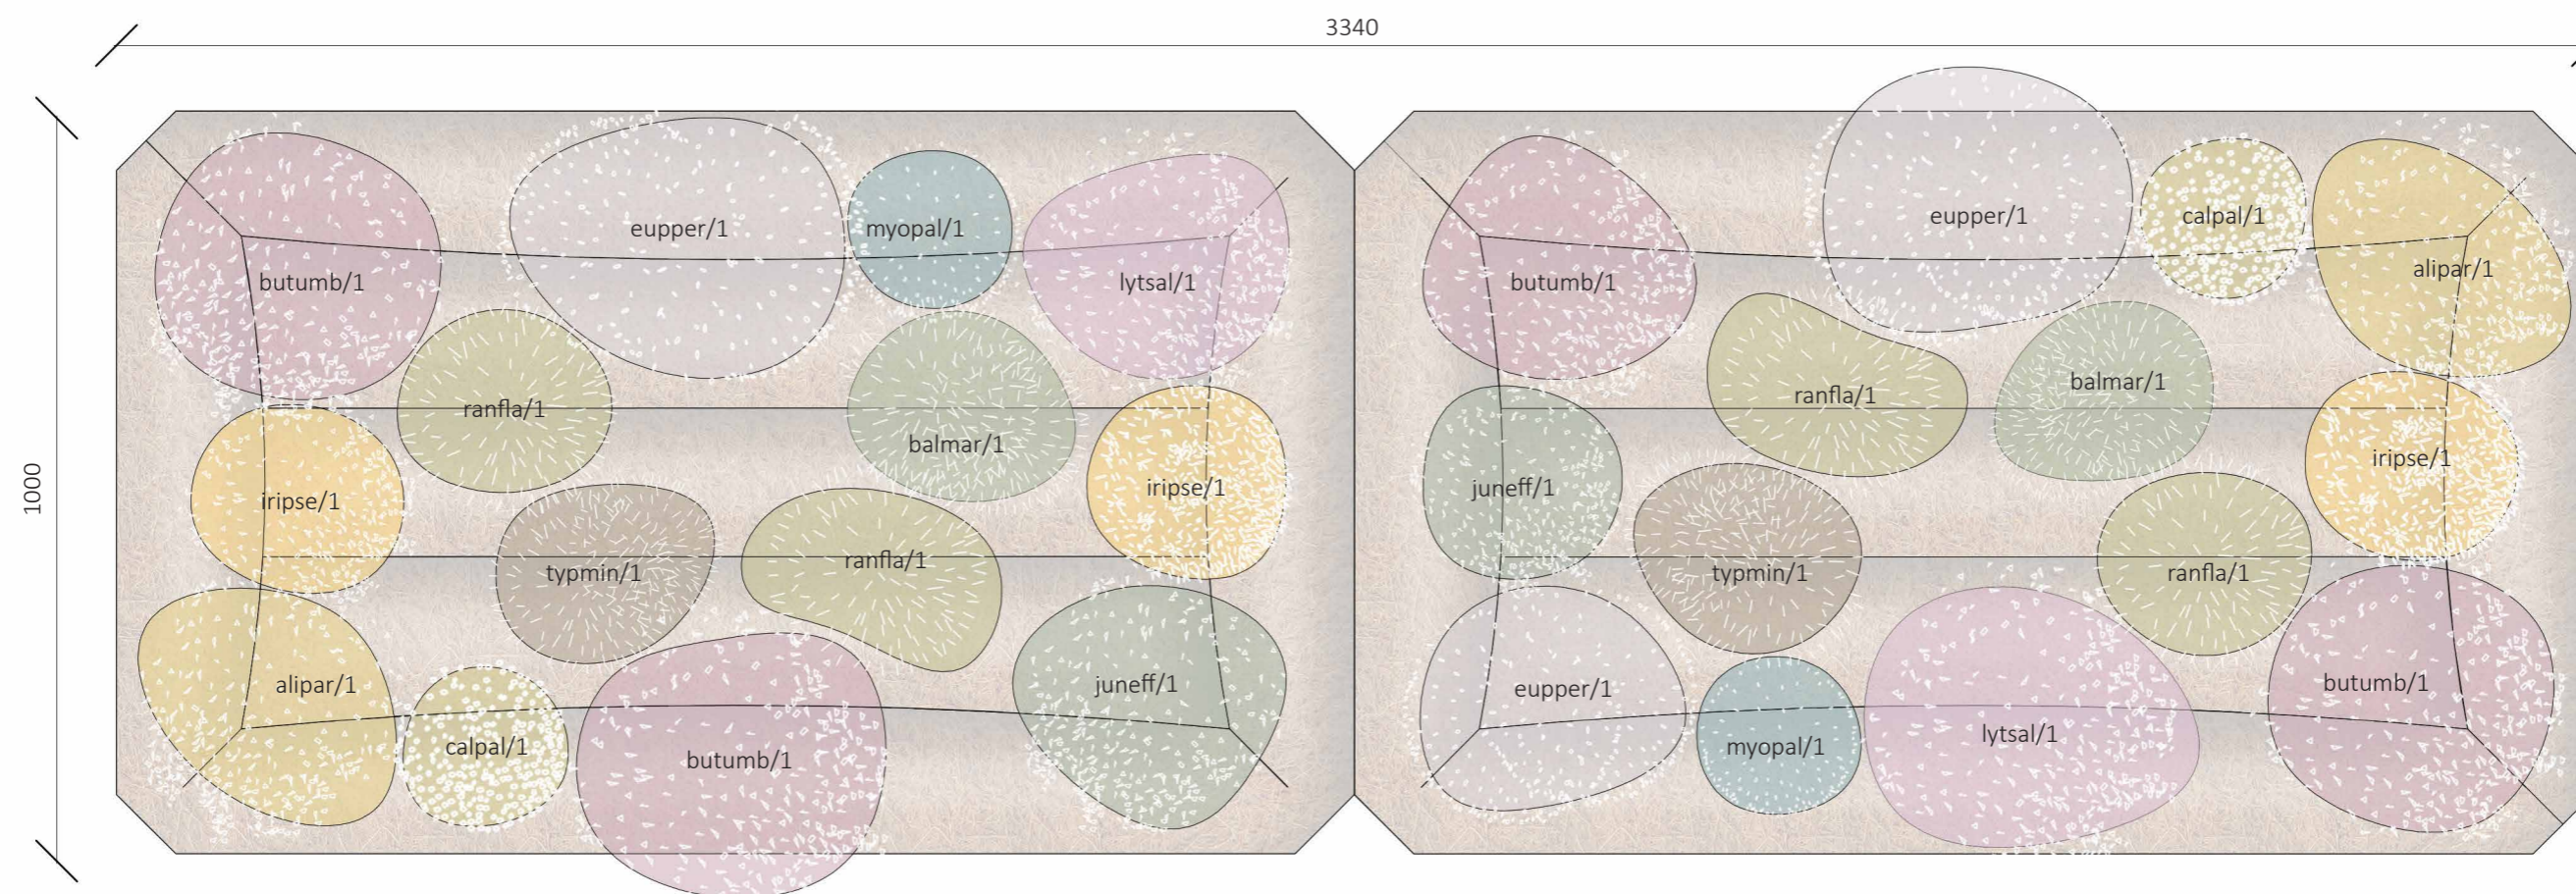 3340
1000
butumb/1
eupper/1
myopal/1
lytsal/1
ranfla/1
balmar/1
iripse/1
iripse/1
typmin/1
ranfla/1
alipar/1
calpal/1
butumb/1
juneff/1
butumb/1
eupper/1
calpal/1
alipar/1
ranfla/1
balmar/1
juneff/1
iripse/1
typmin/1
ranfla/1
eupper/1
myopal/1
lytsal/1
butumb/1